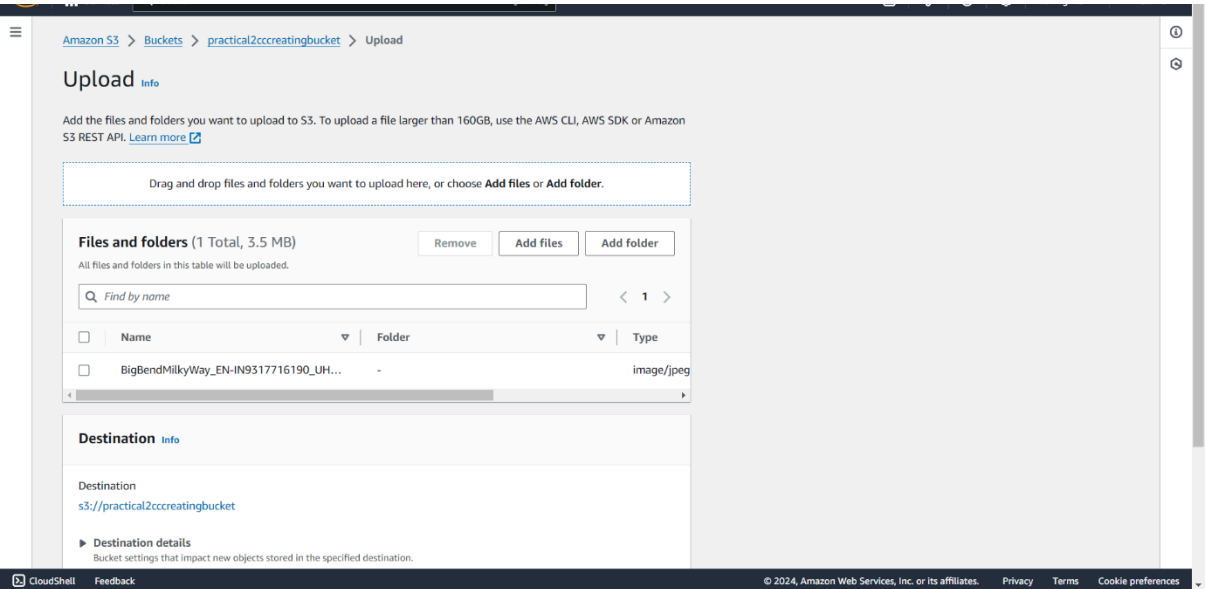 Amazon S3 > Buckets > practical2cccreatingbucket > Upload
Upload Info
Add the files and folders you want to upload to S3. To upload a file larger than 160GB, use the AWS CLI, AWS SDK or Amazon
S3 REST API. Learn more
Drag and drop files and folders you want to upload here, or choose Add files or Add folder.
Files and folders (1 Total, 3.5 MB)
Remove
Add files
Add folder
All files and folders in this table will be uploaded.
Find by name
< 1 >
Name Folder Type
BigBendMilkyWay_EN-IN9317716190_UH... - image/jpeg
Destination Info
Destination
s3://practical2cccreatingbucket
Destination details
Bucket settings that impact new objects stored in the specified destination.
CloudShell Feedback © 2024, Amazon Web Services, Inc. or its affiliates. Privacy Terms Cookie preferences